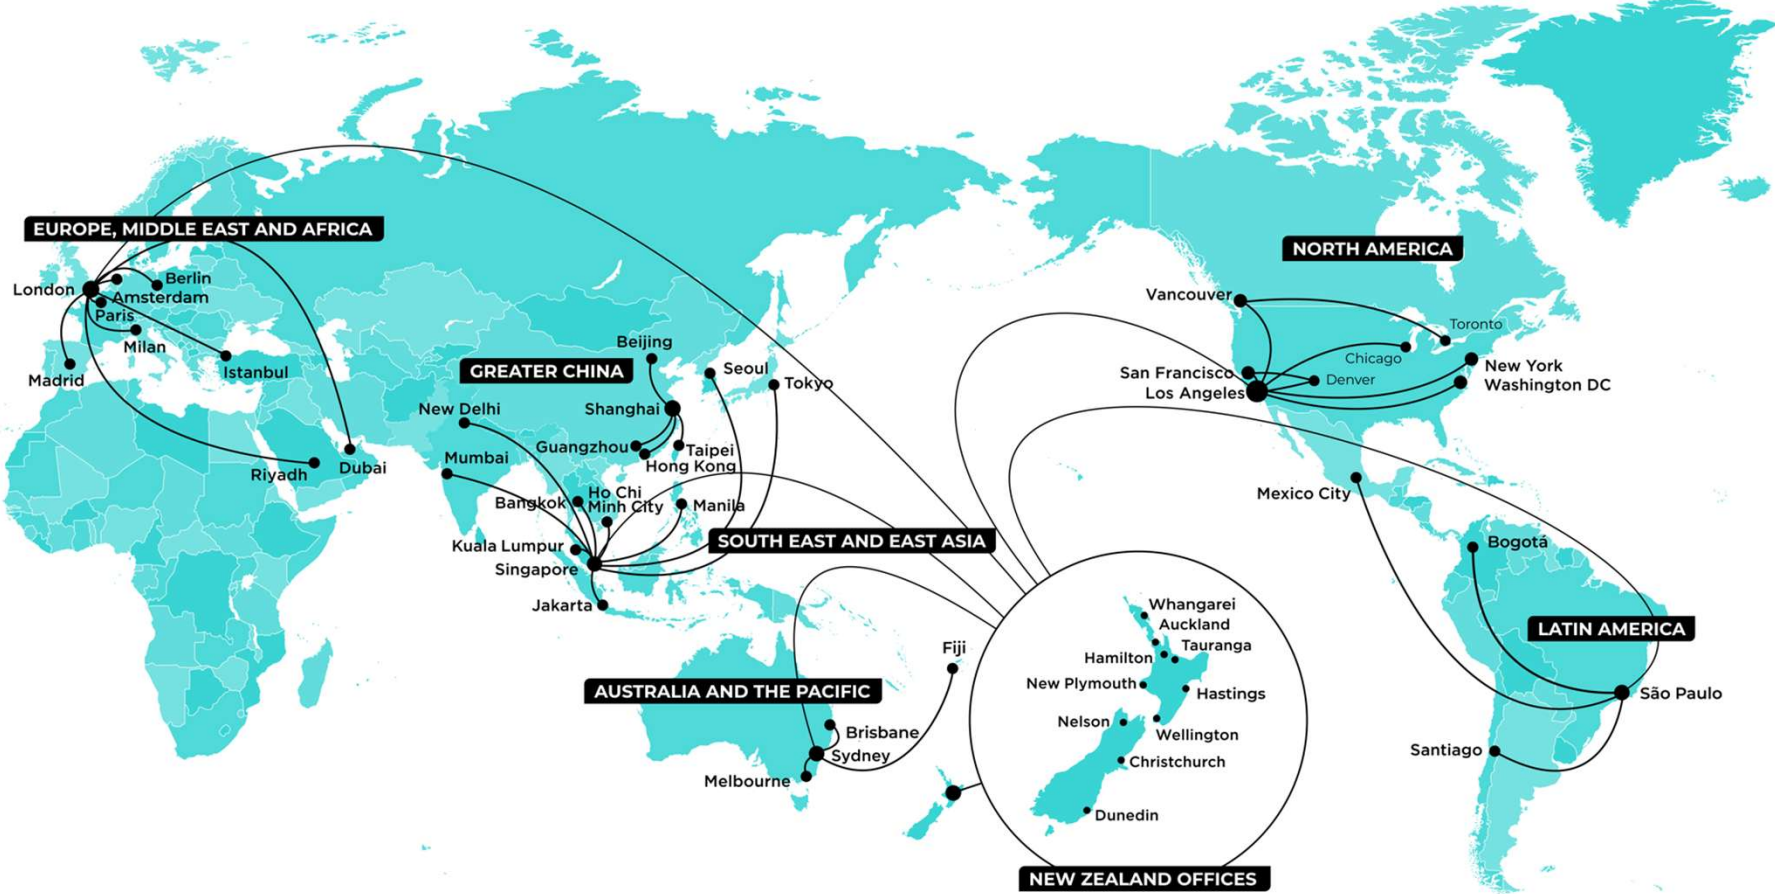 EUROPE, MIDDLE EAST AND AFRICA
London
Berlin
Amsterdam
Paris
Milan
Madrid
Istanbul
Riyadh
Dubai
GREATER CHINA
Beijing
Shanghai
Guangzhou
Taipei
Hong Kong
Seoul
Tokyo
New Delhi
Mumbai
Bangkok
Ho Chi
Minh City
Manila
SOUTH EAST AND EAST ASIA
Kuala Lumpur
Singapore
Jakarta
AUSTRALIA AND THE PACIFIC
Fiji
Brisbane
Sydney
Melbourne
Whangarei
Auckland
Tauranga
Hamilton
New Plymouth
Hastings
Nelson
Wellington
Christchurch
Dunedin
NEW ZEALAND OFFICES
NORTH AMERICA
Vancouver
Toronto
Chicago
San Francisco
Denver
New York
Los Angeles
Washington DC
Mexico City
Bogotá
LATIN AMERICA
São Paulo
Santiago